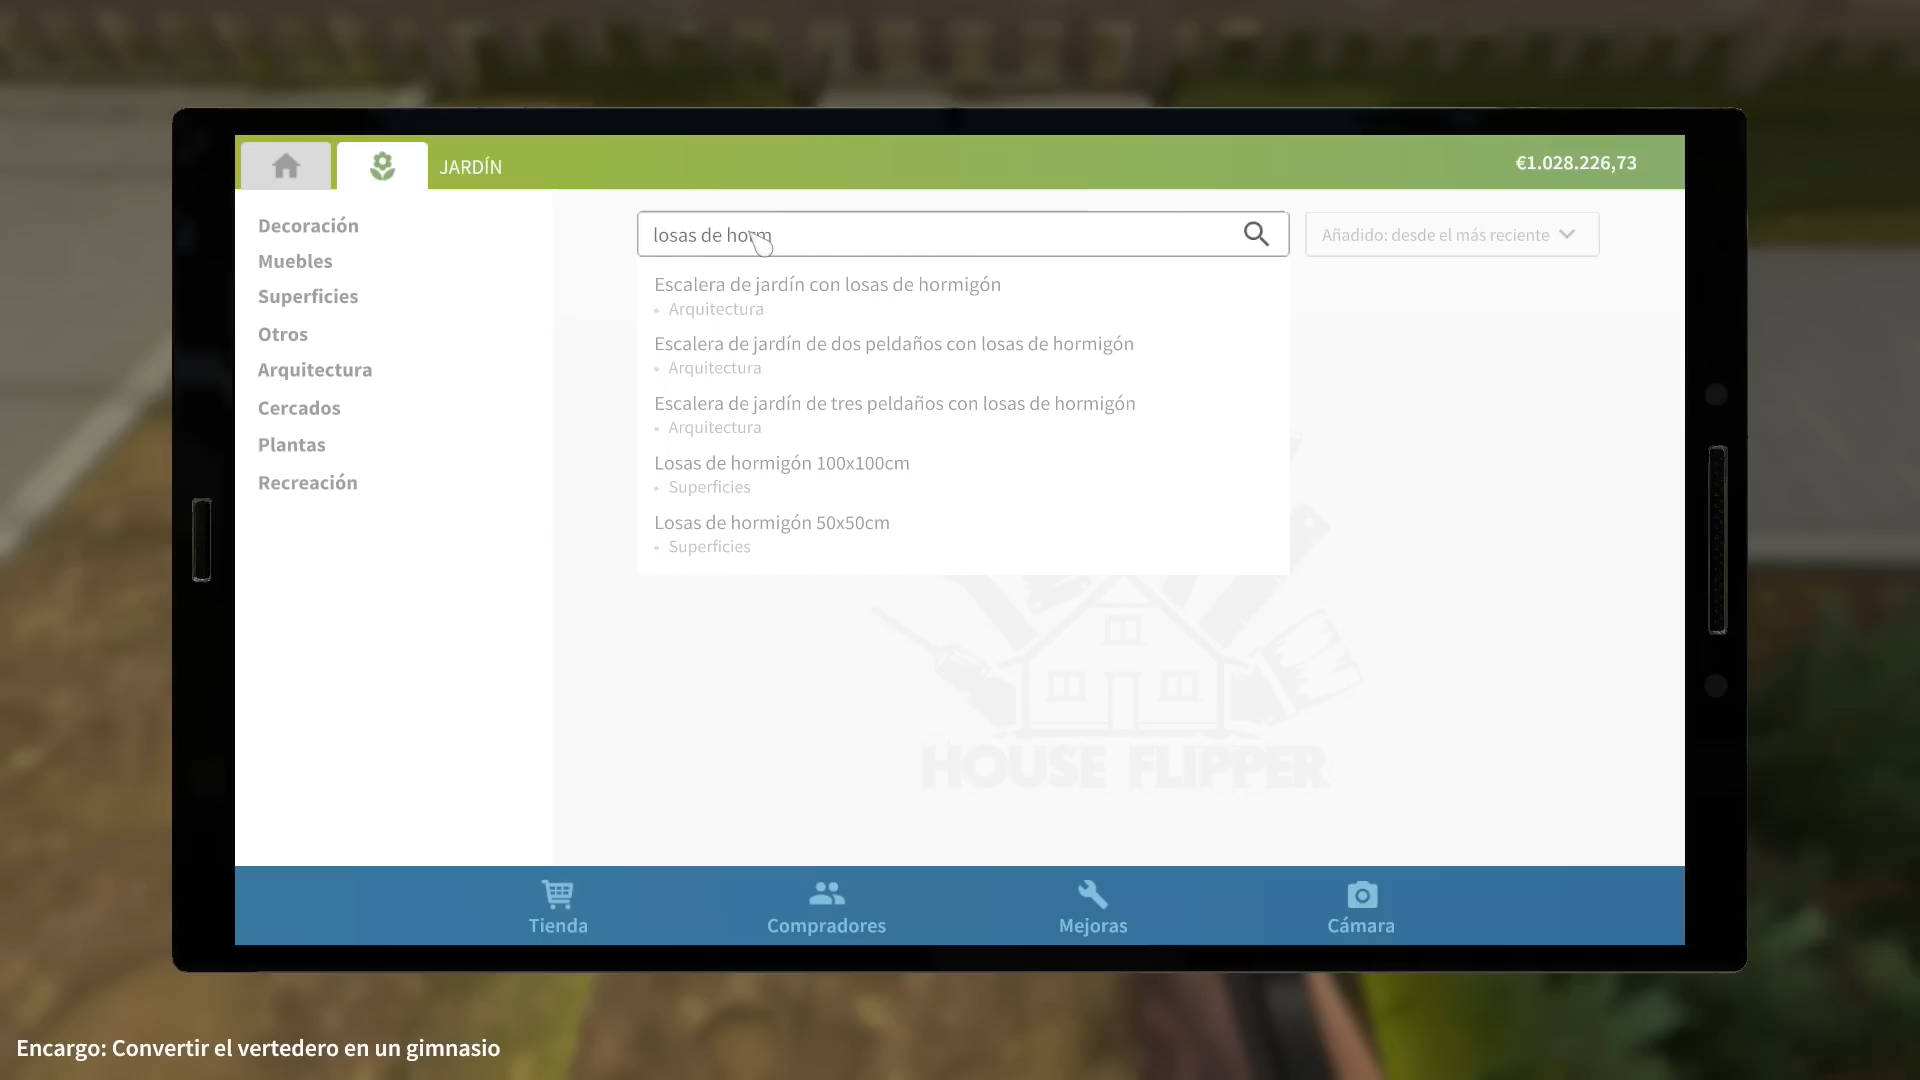 JARDÍN
€1.028.226,73
Decoración
Muebles
Superficies
Otros
Arquitectura
Cercados
Plantas
Recreación
losas de horm
Añadido: desde el más reciente
Escalera de jardín con losas de hormigón
• Arquitectura
Escalera de jardín de dos peldaños con losas de hormigón
• Arquitectura
Escalera de jardín de tres peldaños con losas de hormigón
• Arquitectura
Losas de hormigón 100x100cm
• Superficies
Losas de hormigón 50x50cm
• Superficies
HOUSE FLIPPER
Tienda
Compradores
Mejoras
Cámara
Encargo: Convertir el vertedero en un gimnasio